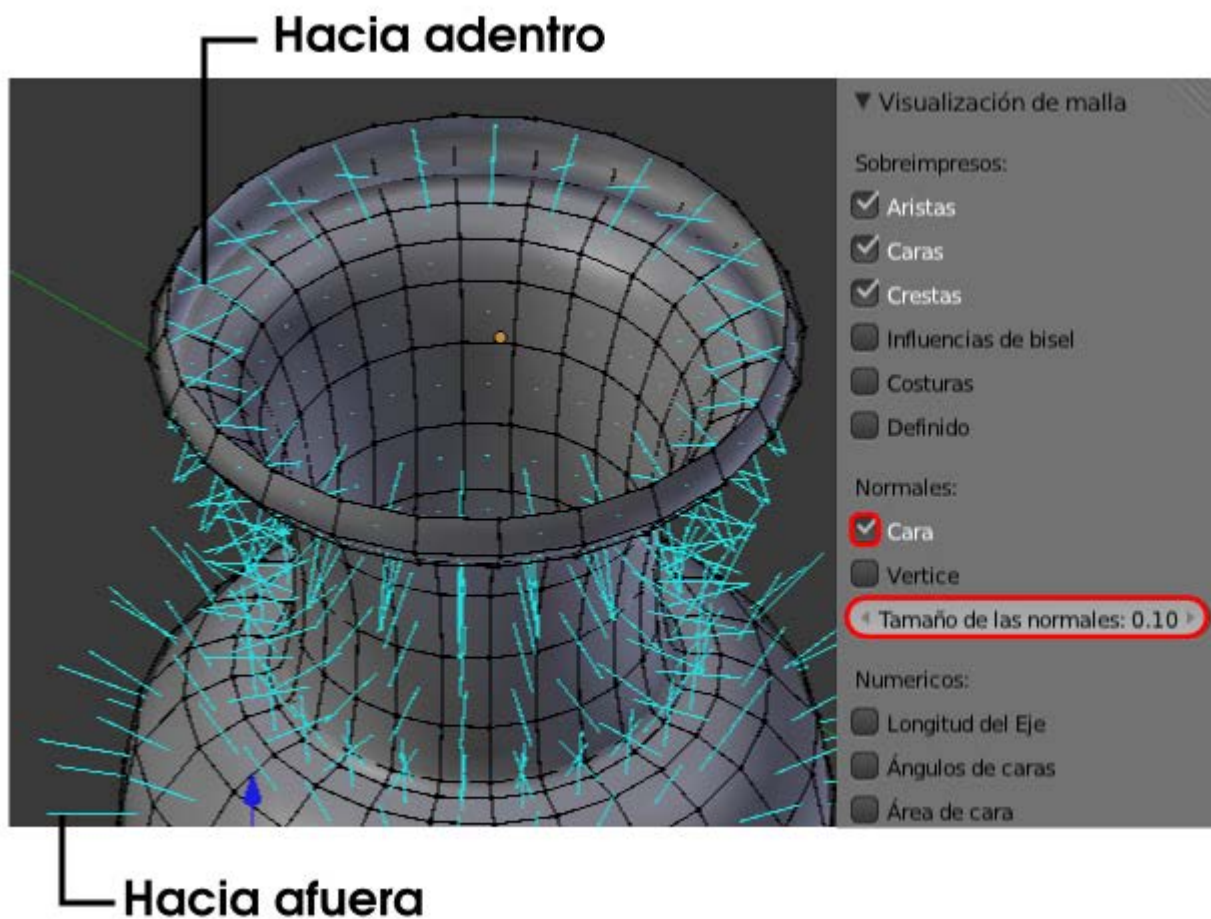 Hacia adentro
Visualización de malla
Sobreimpresos:
Aristas
Caras
Crestas
Influencias de bisel
Costuras
Definido
Normales:
Cara
Vertice
Tamaño de las normales: 0.10
Numericos:
Longitud del Eje
Ángulos de caras
Área de cara
Hacia afuera